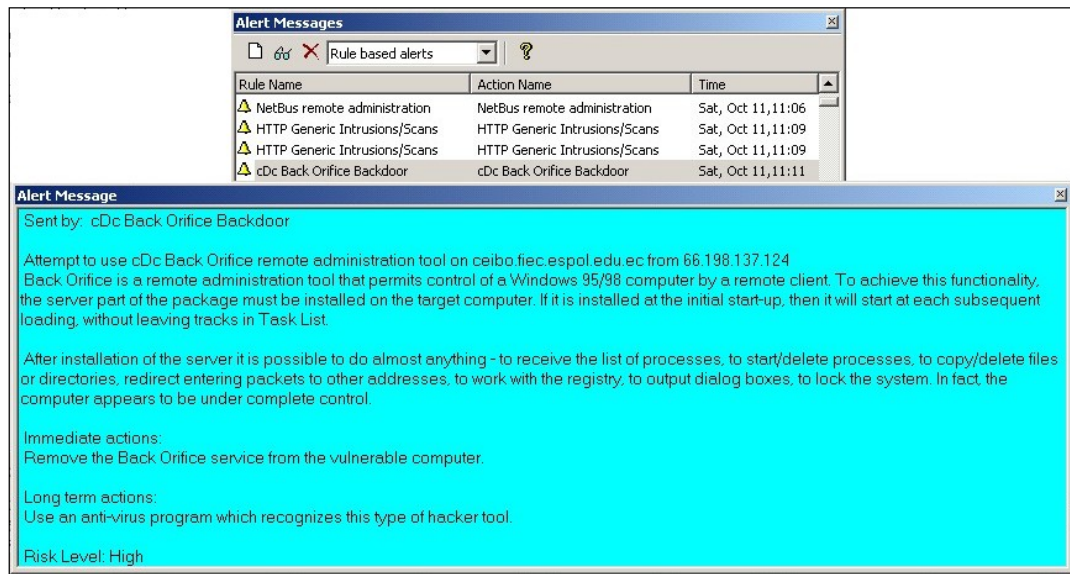 Alert Messages
Rule based alerts
Rule Name Action Name Time
NetBus remote administration NetBus remote administration Sat, Oct 11,11:06
HTTP Generic Intrusions/Scans HTTP Generic Intrusions/Scans Sat, Oct 11,11:09
HTTP Generic Intrusions/Scans HTTP Generic Intrusions/Scans Sat, Oct 11,11:09
cDc Back Orifice Backdoor cDc Back Orifice Backdoor Sat, Oct 11,11:11
Alert Message
Sent by: cDc Back Orifice Backdoor
Attempt to use cDc Back Orifice remote administration tool on ceibo.fiec.espol.edu.ec from 66.198.137.124
Back Orifice is a remote administration tool that permits control of a Windows 95/98 computer by a remote client. To achieve this functionality,
the server part of the package must be installed on the target computer. If it is installed at the initial start-up, then it will start at each subsequent
loading, without leaving tracks in Task List.
After installation of the server it is possible to do almost anything - to receive the list of processes, to start/delete processes, to copy/delete files
or directories, redirect entering packets to other addresses, to work with the registry, to output dialog boxes, to lock the system. In fact, the
computer appears to be under complete control.
Immediate actions:
Remove the Back Orifice service from the vulnerable computer.
Long term actions:
Use an anti-virus program which recognizes this type of hacker tool.
Risk Level: High